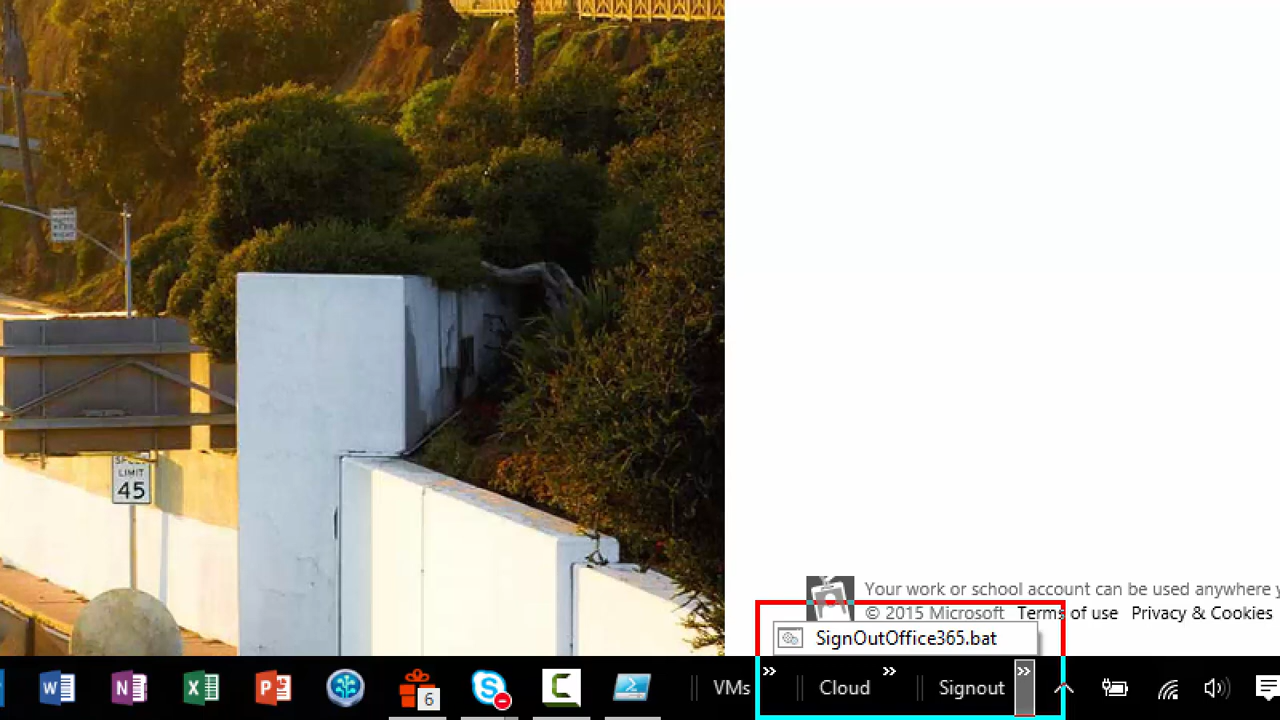 SPEED
LIMIT
45
Your work or school account can be used anywhere y
© 2015 Microsoft Terms of use Privacy & Cookies
SignOutOffice365.bat
6
VMs
Cloud
Signout